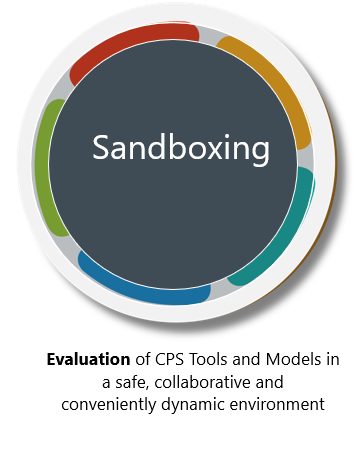 Sandboxing
Evaluation of CPS Tools and Models in
a safe, collaborative and
conveniently dynamic environment